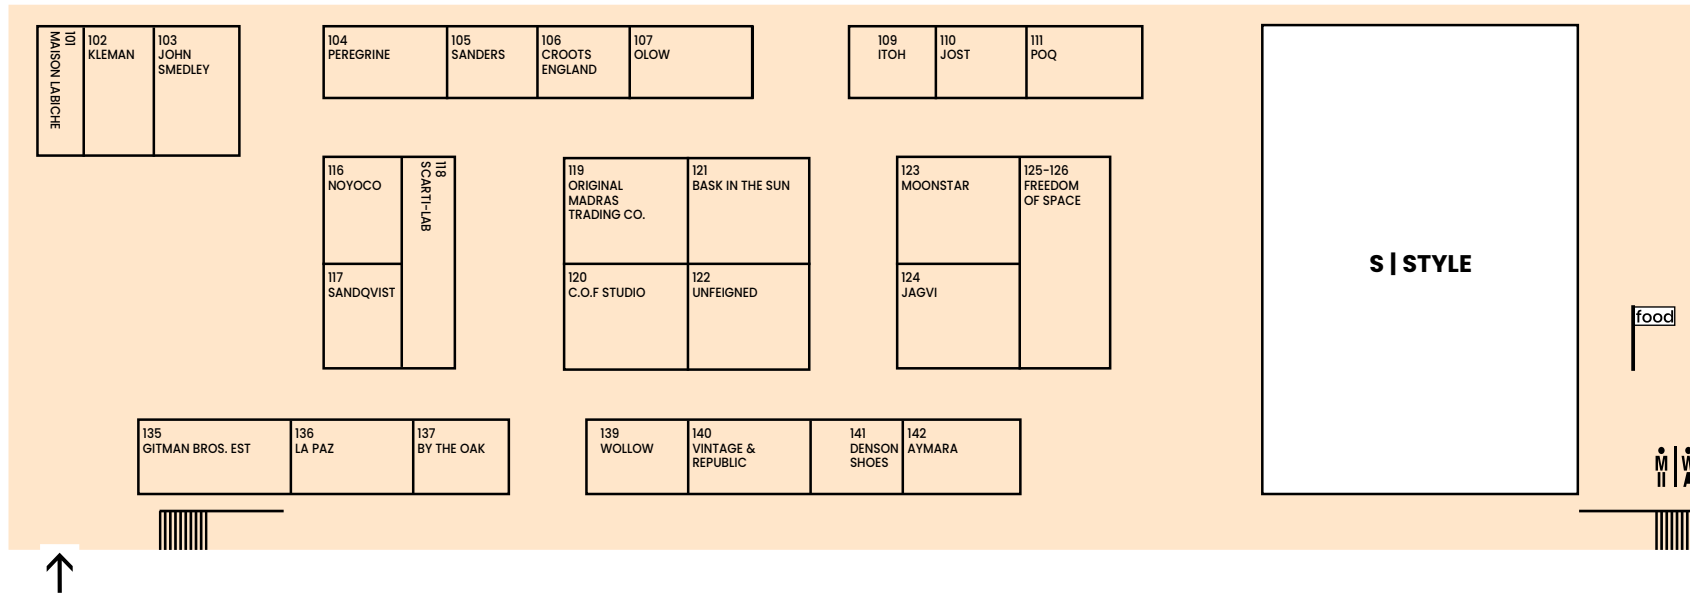 101
MAISON LABICHE
102
KLEMAN
103
JOHN
SMEDLEY
104
PEREGRINE
105
SANDERS
106
CROOTS
ENGLAND
107
OLOW
109
ITOH
110
JOST
111
POQ
116
NOYOCO
117
SANDQVIST
118
SCARTI-LAB
119
ORIGINAL
MADRAS
TRADING CO.
120
C.O.F STUDIO
121
BASK IN THE SUN
122
UNFEIGNED
123
MOONSTAR
124
JAGVI
125-126
FREEDOM
OF SPACE
S | STYLE
food
135
GITMAN BROS. EST
136
LA PAZ
137
BY THE OAK
139
WOLLOW
140
VINTAGE &
REPUBLIC
141
DENSON
SHOES
142
AYMARA